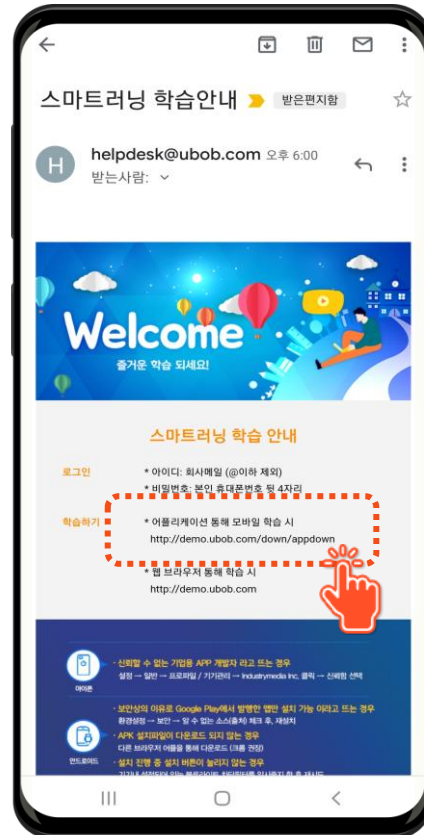 스마트러닝 학습안내
받은편지함
H
helpdesk@ubob.com 오후 6:00
받는사람:
Welcome
즐거운 학습 되세요!
스마트러닝 학습 안내
로그인
* 아이디: 회사메일 (@이하 제외)
* 비밀번호: 본인 휴대폰번호 뒷 4자리
학습하기
* 어플리케이션 통해 모바일 학습 시
http://demo.ubob.com/down/appdown
* 웹 브라우저 통해 학습 시
http://demo.ubob.com
아이폰
· 신뢰할 수 없는 기업용 APP 개발자 라고 뜨는 경우
설정 → 일반 → 프로파일 / 기기관리 → Industrymedia Inc, 클릭 → 신뢰함 선택
안드로이드
· 보안상의 이유로 Google Play에서 발행한 앱만 설치 가능 이라고 뜨는 경우
환경설정 → 보안 → 알 수 없는 소스(출처) 체크 후, 재설치
· APK 설치파일이 다운로드 되지 않는 경우
다른 브라우저 어플을 통해 다운로드 (크롬 권장)
· 설치 진행 중 설치 버튼이 눌리지 않는 경우